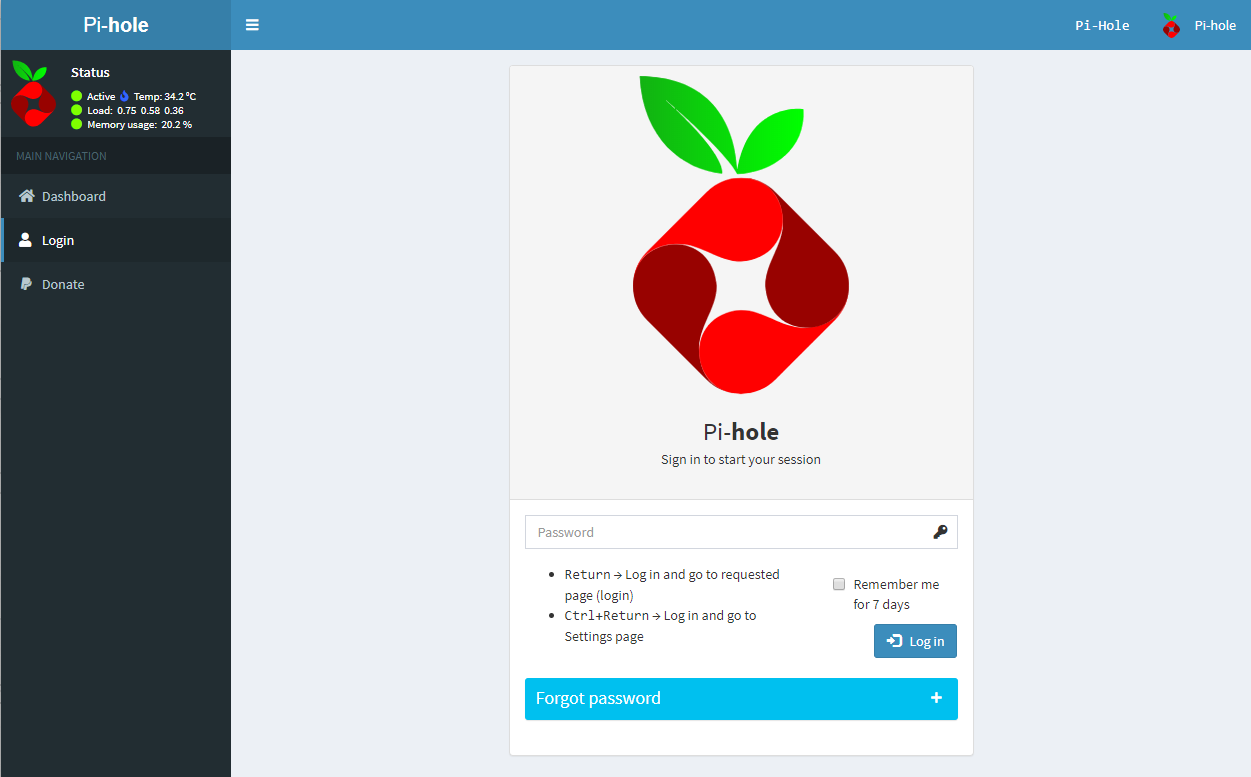 Pi-hole
Pi-Hole
Pi-hole
Status
Active Temp: 34.2 °C
Load: 0.75 0.58 0.36
Memory usage: 20.2 %
MAIN NAVIGATION
Dashboard
Login
Donate
Pi-hole
Sign in to start your session
Password
Return → Log in and go to requested
page (login)
Ctrl+Return → Log in and go to
Settings page
Remember me
for 7 days
Log in
Forgot password